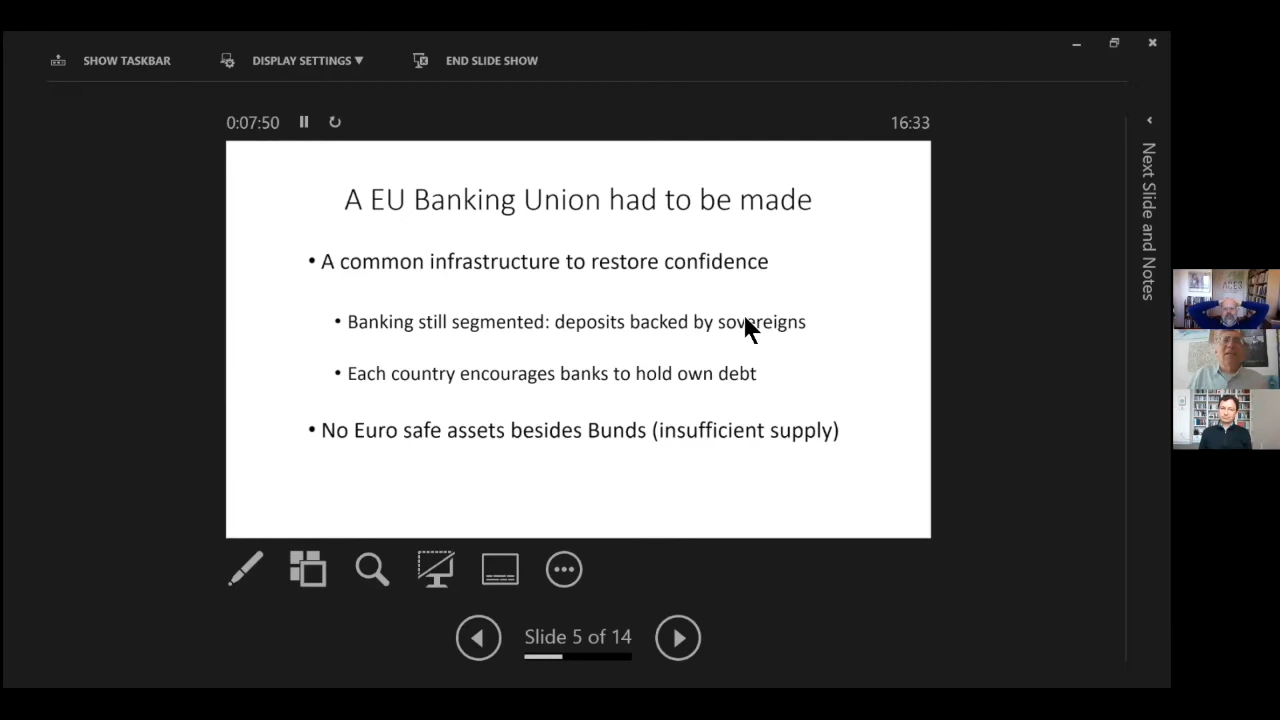 SHOW TASKBAR
DISPLAY SETTINGS ▼
END SLIDE SHOW
0:07:50
16:33
A EU Banking Union had to be made
• A common infrastructure to restore confidence
• Banking still segmented: deposits backed by sovereigns
• Each country encourages banks to hold own debt
• No Euro safe assets besides Bunds (insufficient supply)
Slide 5 of 14
Next Slide and Notes
ACES